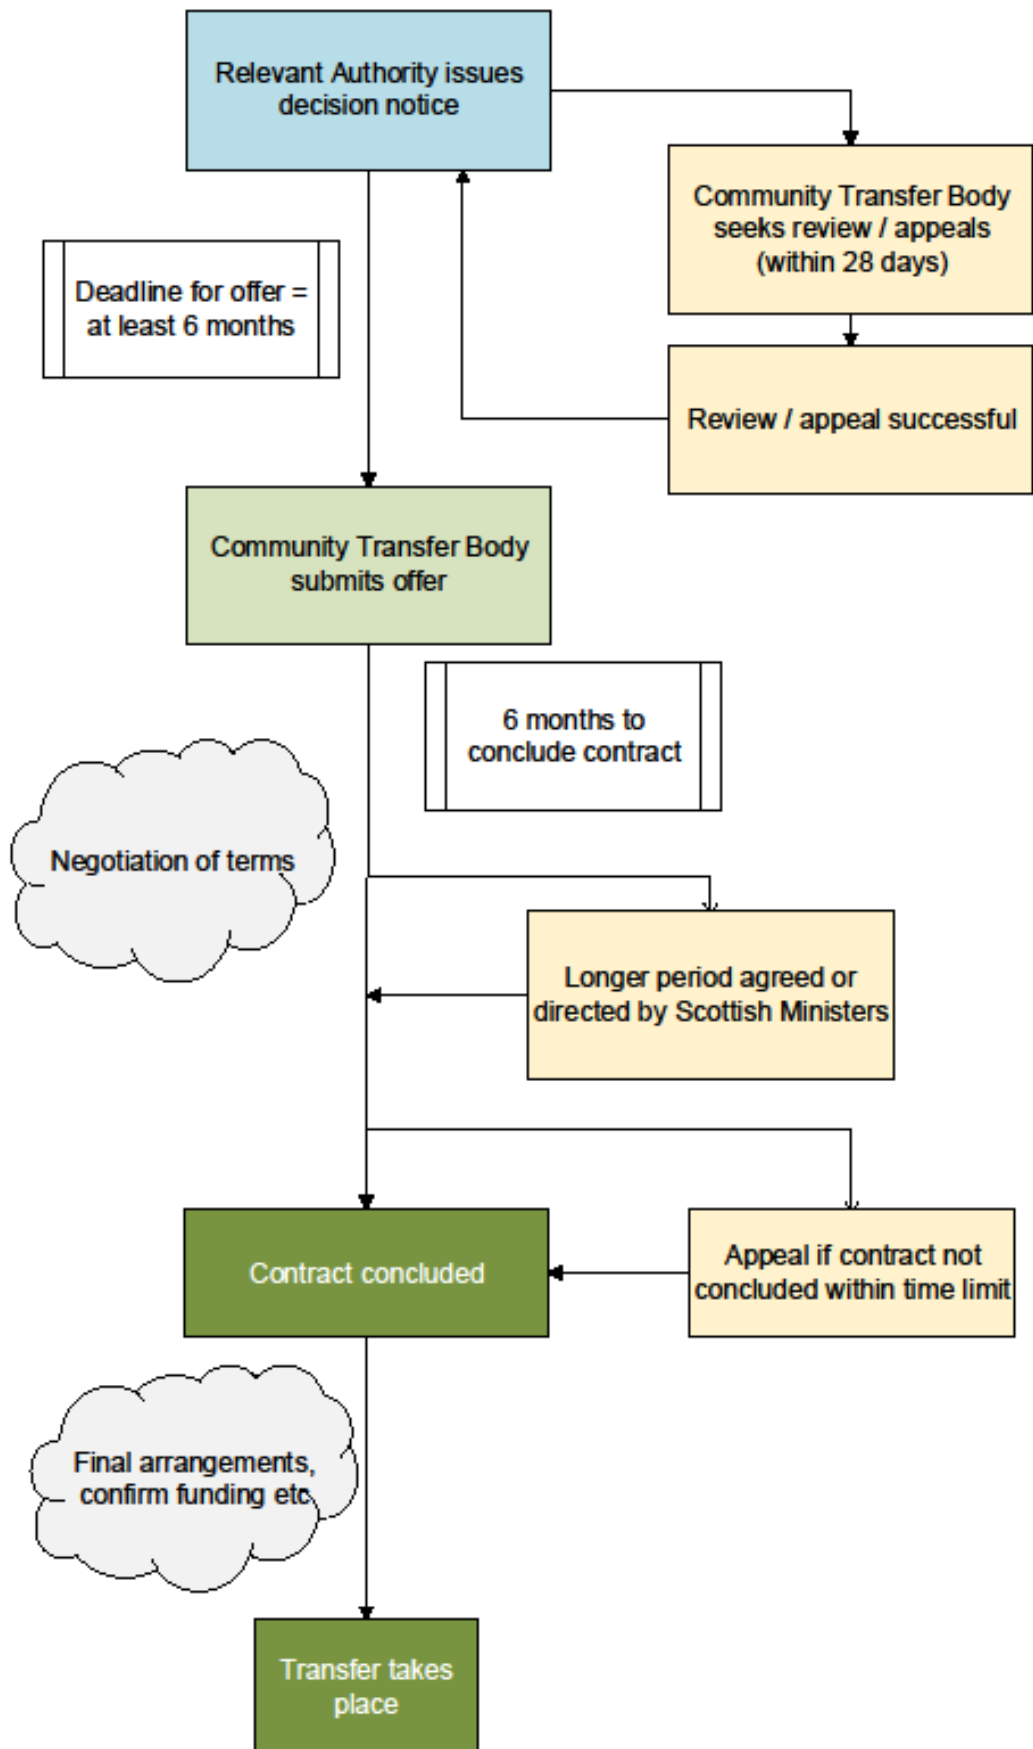 Relevant Authority issues
decision notice
Community Transfer Body
seeks review / appeals
(within 28 days)
Deadline for offer =
at least 6 months
Review / appeal successful
Community Transfer Body
submits offer
6 months to
conclude contract
Negotiation of terms
Longer period agreed or
directed by Scottish Ministers
Contract concluded
Appeal if contract not
concluded within time limit
Final arrangements,
confirm funding etc
Transfer takes
place